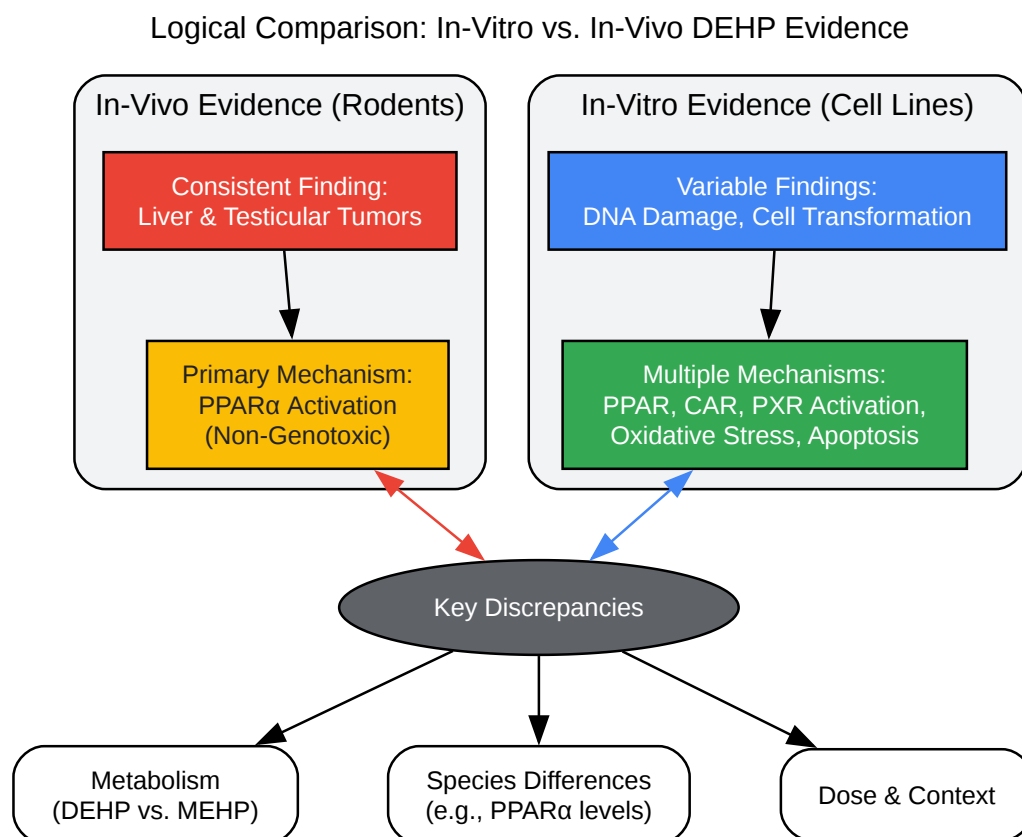 Logical Comparison: In-Vitro vs. In-Vivo DEHP Evidence
In-Vivo Evidence (Rodents)
Consistent Finding:
Liver & Testicular Tumors
Primary Mechanism:
PPARα Activation
(Non-Genotoxic)
In-Vitro Evidence (Cell Lines)
Variable Findings:
DNA Damage, Cell Transformation
Multiple Mechanisms:
PPAR, CAR, PXR Activation,
Oxidative Stress, Apoptosis
Key Discrepancies
Metabolism
(DEHP vs. MEHP)
Species Differences
(e.g., PPARα levels)
Dose & Context